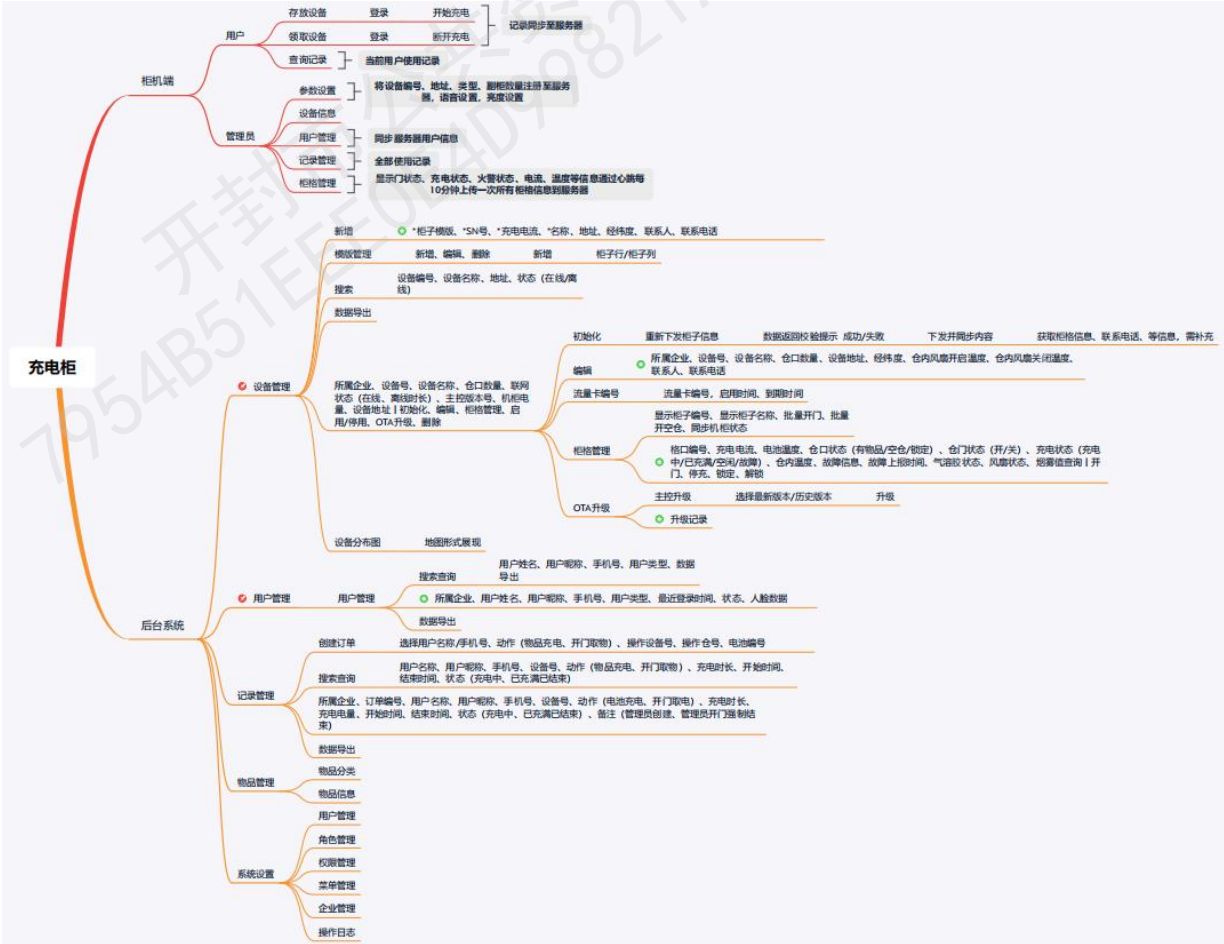 充电柜
柜机端
用户
存放设备 登录 开始充电
领取设备 登录 断开充电
记录同步至服务器
查询记录
当前用户使用记录
管理员
参数设置
将设备编号、地址、类型、副柜数量注册至服务
器，语音设置，亮度设置
设备信息
用户管理
同步服务器用户信息
记录管理
全部使用记录
柜格管理
显示门状态、充电状态、火警状态、电流、温度等信息通过心跳每
10分钟上传一次所有柜格信息到服务器
后台系统
设备管理
新增
*柜子模版、*SN号、*充电电流、*名称、地址、经纬度、联系人、联系电话
模版管理 新增、编辑、删除 新增 柜子行/柜子列
搜索
设备编号、设备名称、地址、状态（在线/离
线）
数据导出
所属企业、设备号、设备名称、仓口数量、联网
状态（在线、离线时长）、主控版本号、机柜电
量、设备地址 | 初始化、编辑、柜格管理、启
用/停用、OTA升级、删除
初始化 重新下发柜子信息 数据返回校验提示 成功/失败 下发并同步内容 获取柜格信息、联系电话、等信息，需补充
编辑
所属企业、设备号、设备名称、仓口数量、设备地址、经纬度、仓内风扇开启温度、仓内风扇关闭温度、
联系人、联系电话
流量卡编号 流量卡编号，启用时间、到期时间
柜格管理
显示柜子编号、显示柜子名称、批量开门、批量
开空仓、同步机柜状态
格口编号、充电电流、电池温度、仓口状态（有物品/空仓/锁定）、仓门状态（开/关）、充电状态（充电
中/已充满/空闲/故障）、仓内温度、故障信息、故障上报时间、气溶胶状态、风扇状态、烟雾值查询 | 开
门、停充、锁定、解锁
OTA升级
主控升级 选择最新版本/历史版本 升级
升级记录
设备分布图 地图形式展现
用户管理 用户管理
搜索查询
用户姓名、用户昵称、手机号、用户类型、数据
导出
所属企业、用户姓名、用户昵称、手机号、用户类型、最近登录时间、状态、人脸数据
数据导出
记录管理
创建订单 选择用户名称/手机号、动作（物品充电、开门取物）、操作设备号、操作仓号、电池编号
搜索查询
用户名称、用户昵称、手机号、设备号、动作（物品充电、开门取物）、充电时长、开始时间、
结束时间、状态（充电中、已充满已结束）
所属企业、订单编号、用户名称、用户昵称、手机号、设备号、动作（电池充电、开门取电）、充电时长、
充电电量、开始时间、结束时间、状态（充电中、已充满已结束）、备注（管理员创建、管理员开门强制结
束）
数据导出
物品管理
物品分类
物品信息
系统设置
用户管理
角色管理
权限管理
菜单管理
企业管理
操作日志